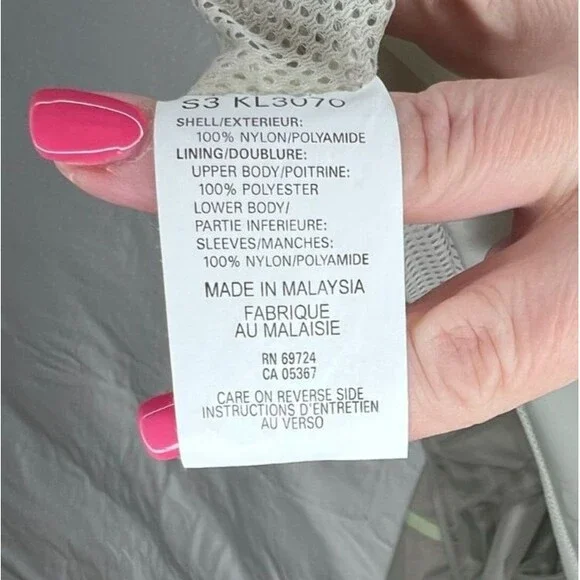 S3 KL3070
SHELL/EXTERIEUR:
100% NYLON/POLYAMIDE
LINING/DOUBLURE:
UPPER BODY/POITRINE:
100% POLYESTER
LOWER BODY/
PARTIE INFERIEURE:
SLEEVES/MANCHES:
100% NYLON/POLYAMIDE
MADE IN MALAYSIA
FABRIQUE
AU MALAISIE
RN 69724
CA 05367
CARE ON REVERSE SIDE
INSTRUCTIONS D'ENTRETIEN
AU VERSO